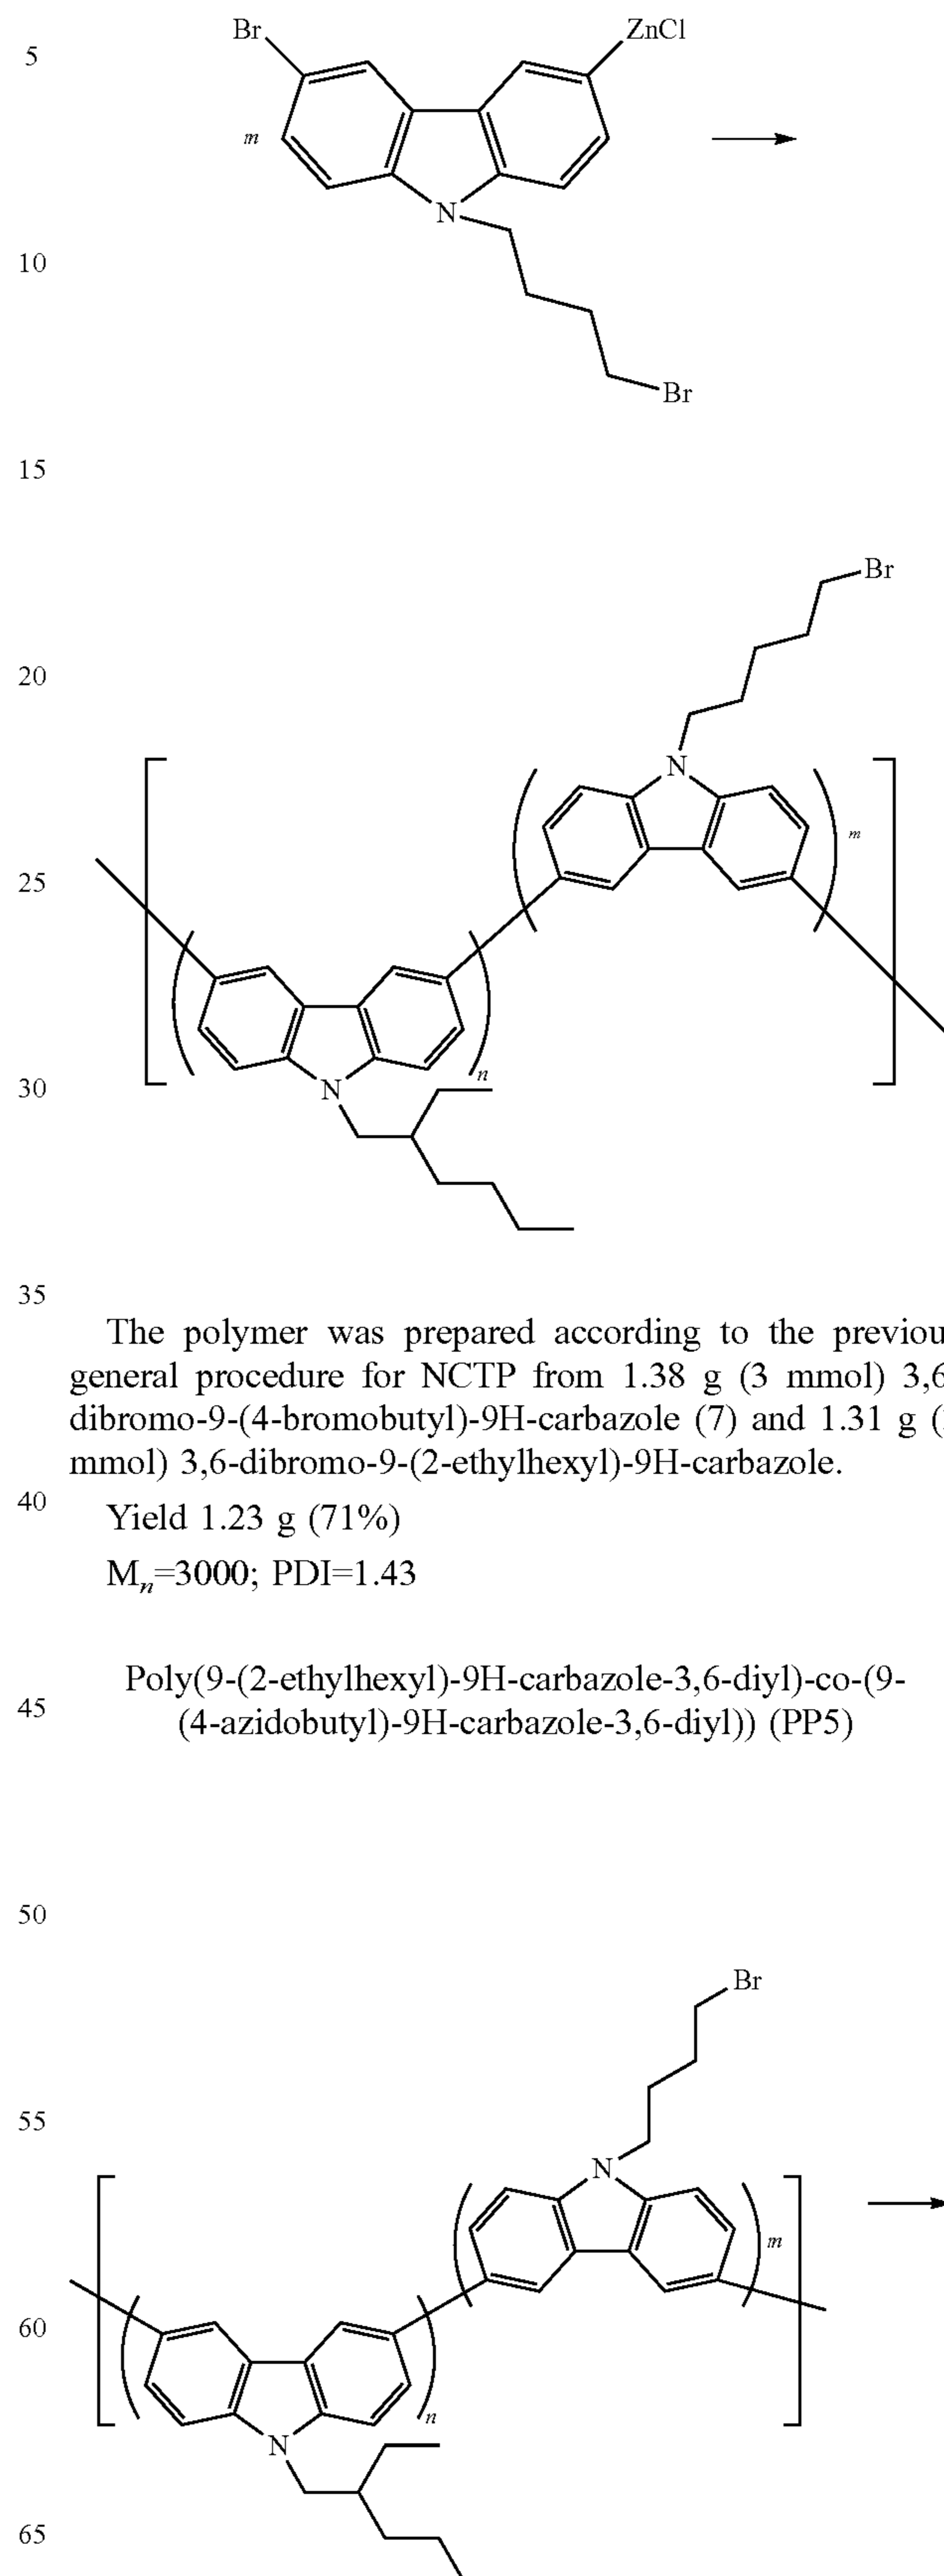 5
Br
ZnCl
m
N
10
Br
15
Br
20
N
m
25
n
30
N
35
The polymer was prepared according to the previou
general procedure for NCTP from 1.38 g (3 mmol) 3,6
dibromo-9-(4-bromobutyl)-9H-carbazole (7) and 1.31 g (
mmol) 3,6-dibromo-9-(2-ethylhexyl)-9H-carbazole.
40
Yield 1.23 g (71%)
Mn=3000; PDI=1.43
Poly(9-(2-ethylhexyl)-9H-carbazole-3,6-diyl)-co-(9-
45
(4-azidobutyl)-9H-carbazole-3,6-diyl)) (PP5)
50
Br
55
N
m
60
n
N
65